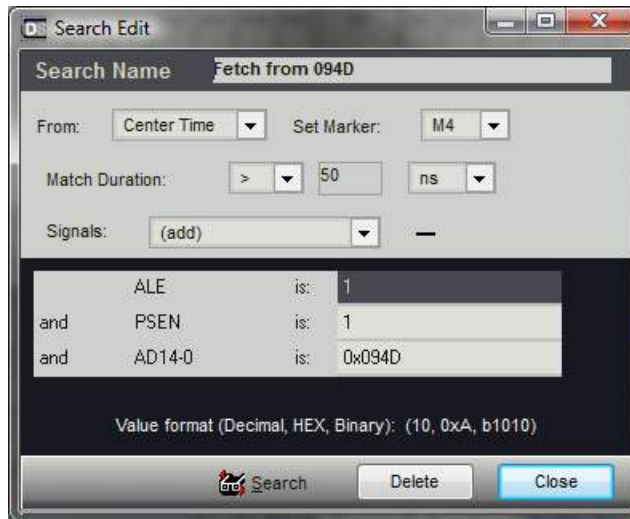 DS Search Edit
Search Name Fetch from 094D
From: Center Time Set Marker: M4
Match Duration: > 50 ns
Signals: (add)
ALE is: 1
and PSEN is: 1
and AD14-0 is: 0x094D
Value format (Decimal, HEX, Binary): (10, 0xA, b1010)
Search Delete Close